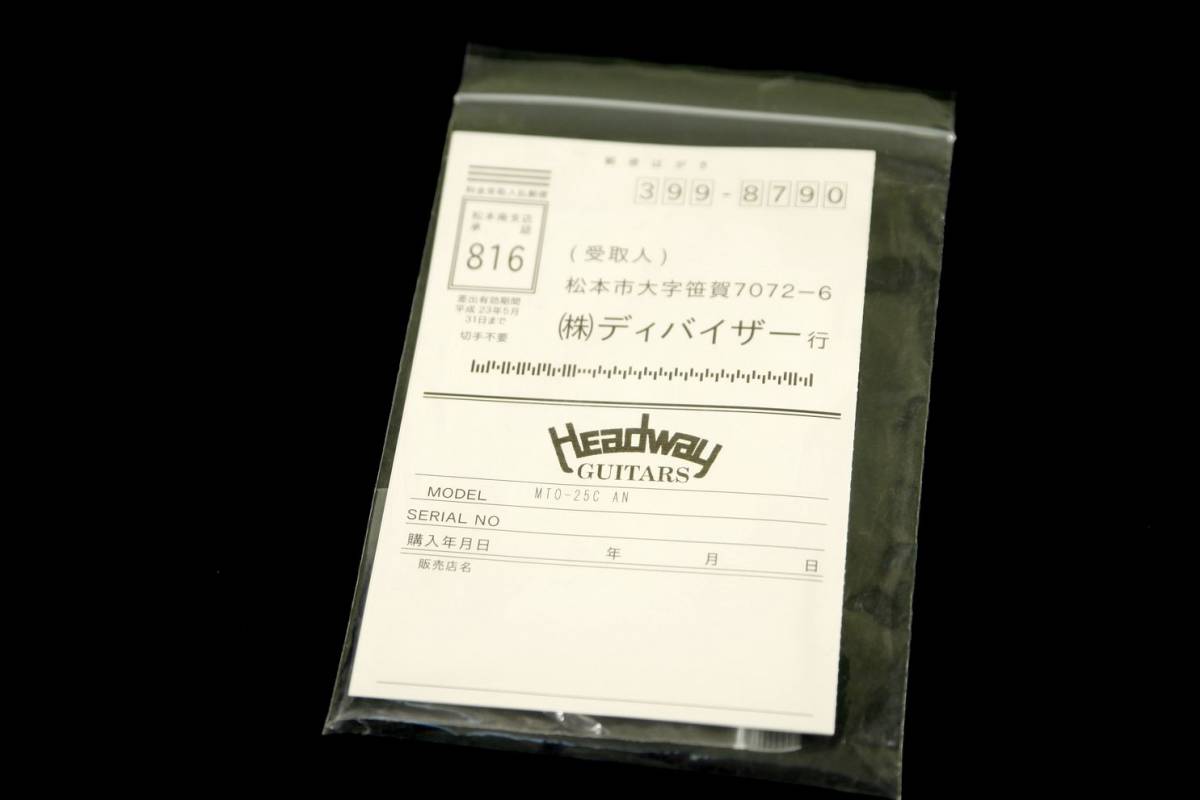 郵便はがき
399-8790
料金受取人払郵便
松本南支店
承 認
816
差出有効期間
平成23年5月
31日まで
切手不要
(受取人)
松本市大字笹賀7072-6
(株)ディバイザー行
Headway
GUITARS
MODEL MTO-25C AN
SERIAL NO
購入年月日 年 月 日
販売店名